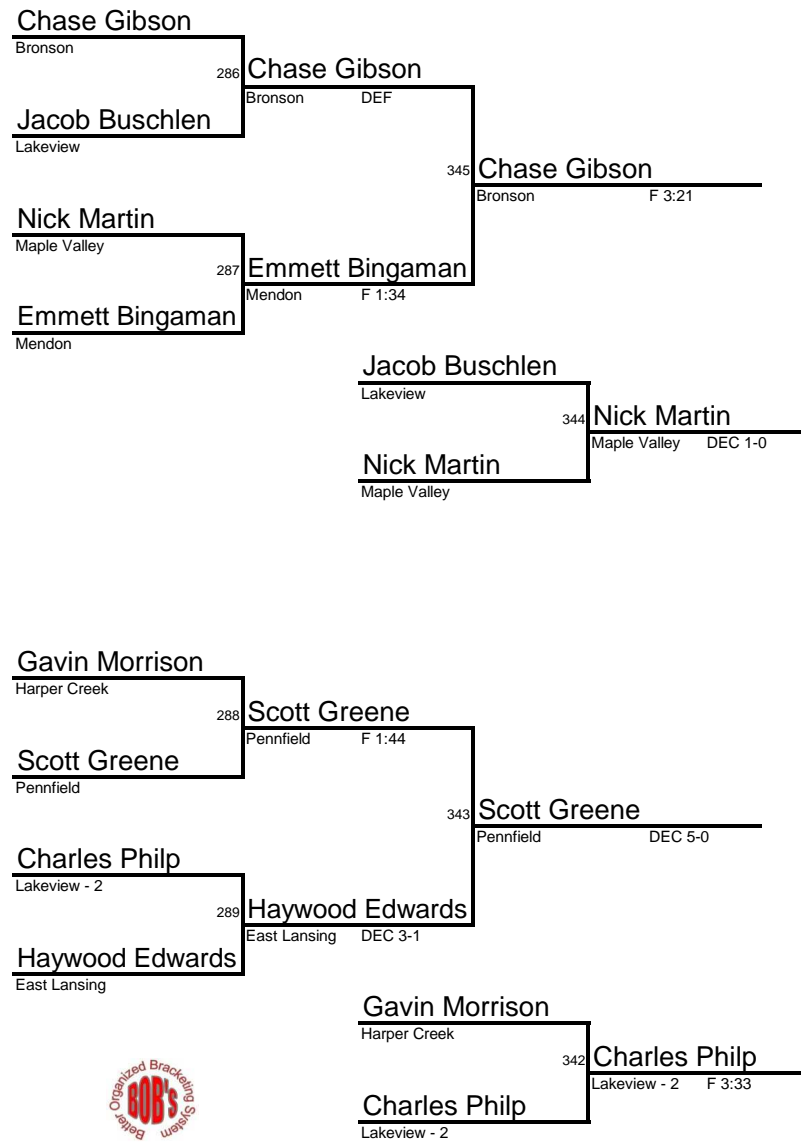 Chase Gibson
Bronson
286 Chase Gibson
Bronson DEF
Jacob Buschlen
Lakeview
345 Chase Gibson
Bronson F 3:21
Nick Martin
Maple Valley
287 Emmett Bingaman
Mendon F 1:34
Emmett Bingaman
Mendon
Jacob Buschlen
Lakeview
344 Nick Martin
Maple Valley DEC 1-0
Nick Martin
Maple Valley
Gavin Morrison
Harper Creek
288 Scott Greene
Pennfield F 1:44
Scott Greene
Pennfield
343 Scott Greene
Pennfield DEC 5-0
Charles Philp
Lakeview - 2
289 Haywood Edwards
East Lansing DEC 3-1
Haywood Edwards
East Lansing
Gavin Morrison
Harper Creek
342 Charles Philp
Lakeview - 2 F 3:33
Charles Philp
Lakeview - 2
Better Organized Bracketing System
BOB's